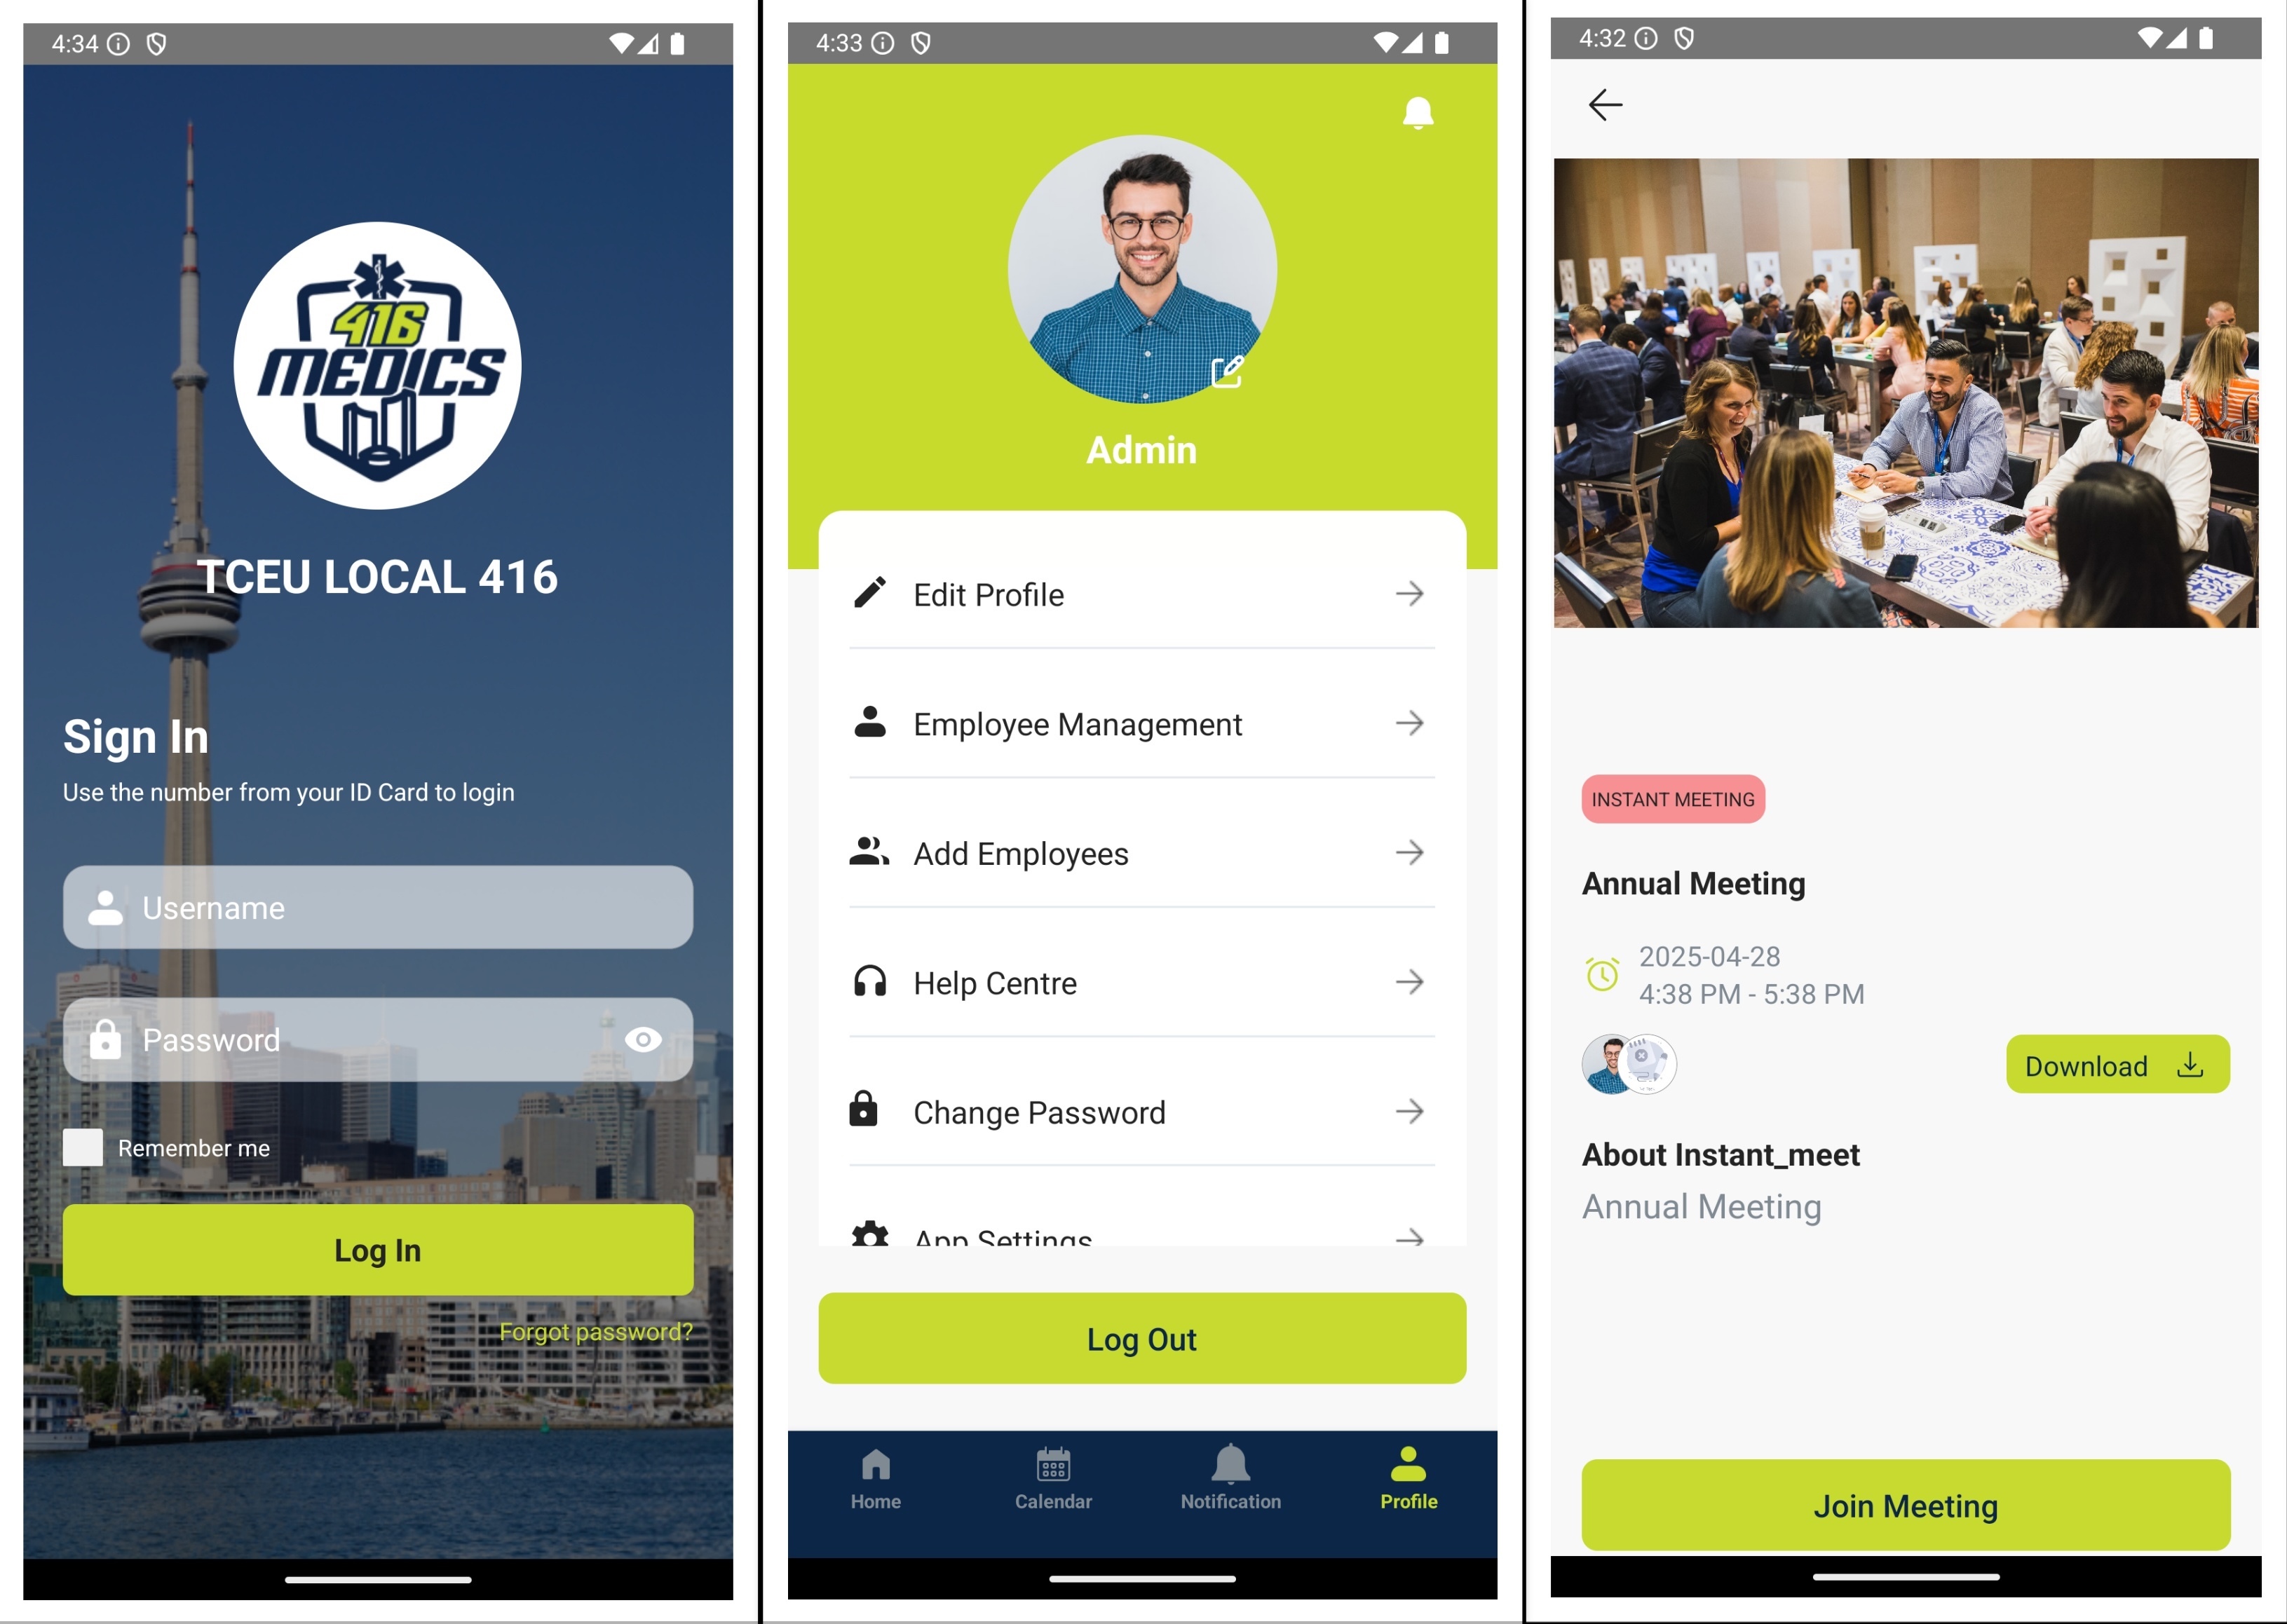 4:34
416
MEDICS
TCEU LOCAL 416
Sign In
Use the number from your ID Card to login
Username
Password
Remember me
Log In
Forgot password?
4:33
Admin
Edit Profile
Employee Management
Add Employees
Help Centre
Change Password
App Settings
Log Out
Home
Calendar
Notification
Profile
4:32
INSTANT MEETING
Annual Meeting
2025-04-28
4:38 PM - 5:38 PM
Download
About Instant_meet
Annual Meeting
Join Meeting